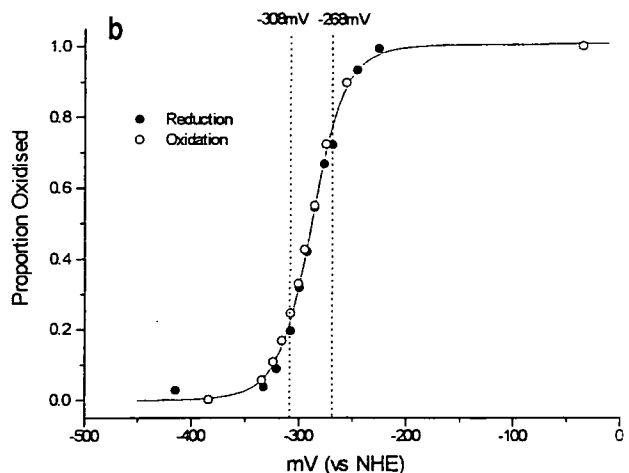 -308mV -268mV
b
1.0
0.8
0.6
0.4
0.2
0.0
Reduction
Oxidation
Proportion Oxidised
-500 -400 -300 -200 -100 0
mV (vs NHE)